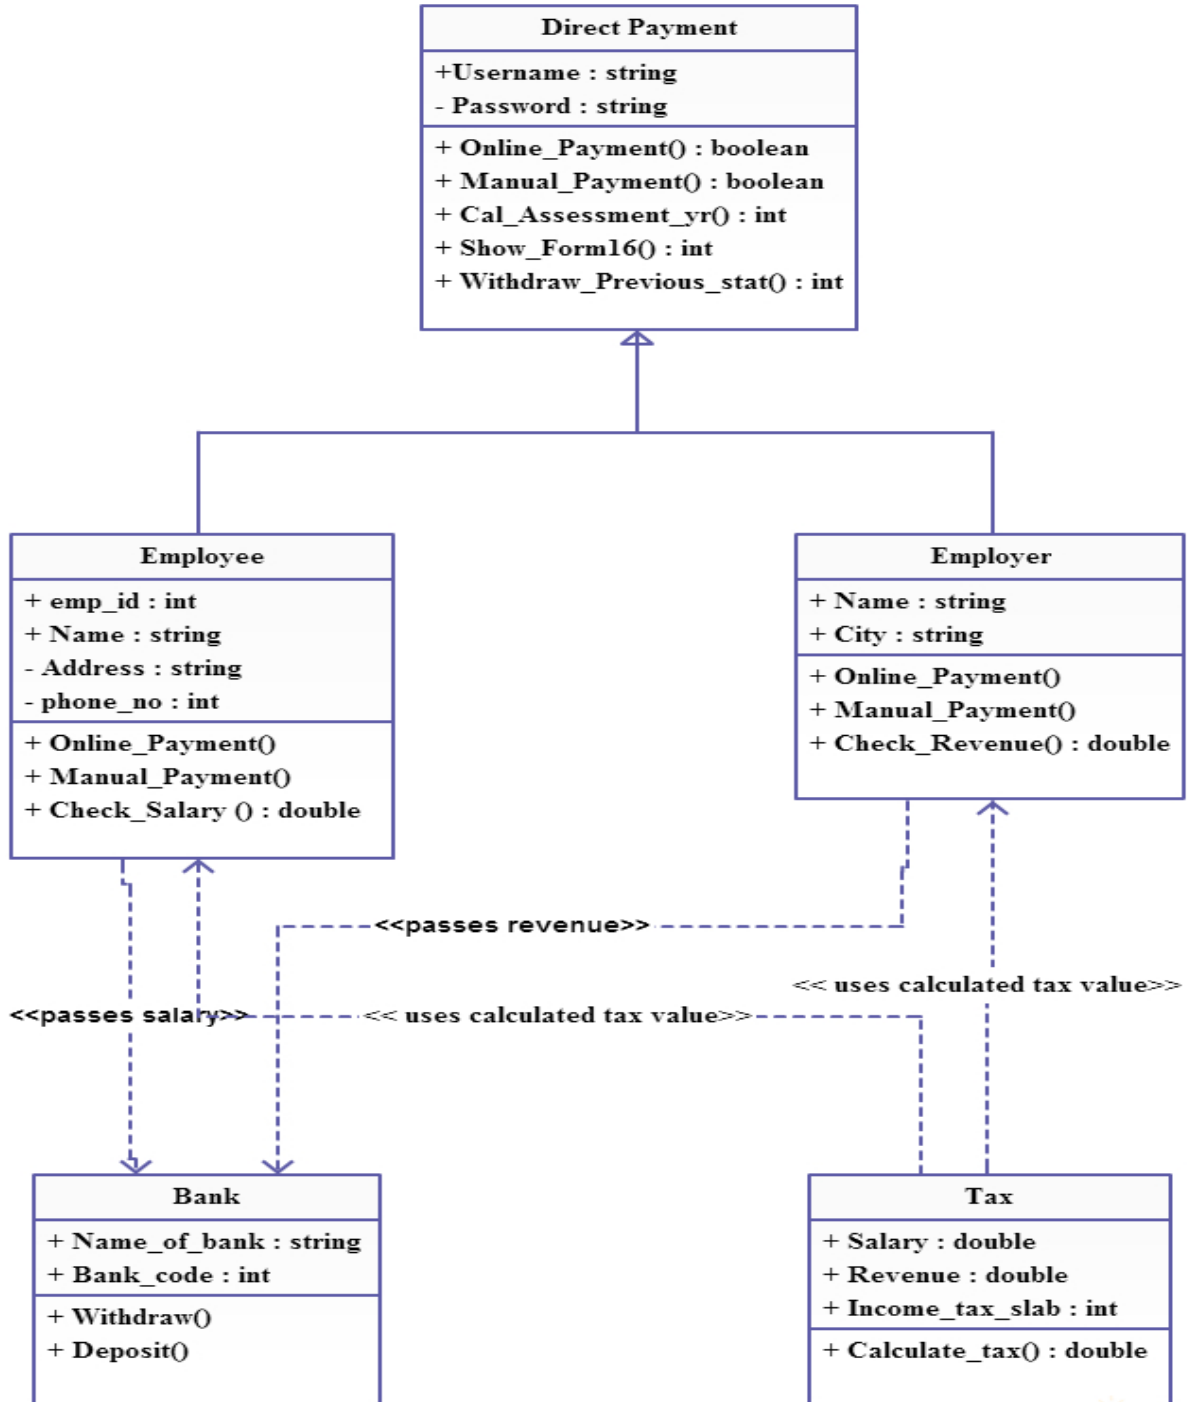 Direct Payment
+Username : string
- Password : string
+ Online_Payment() : boolean
+ Manual_Payment() : boolean
+ Cal_Assessment_yr() : int
+ Show_Form16() : int
+ Withdraw_Previous_stat() : int
Employee
+ emp_id : int
+ Name : string
- Address : string
- phone_no : int
+ Online_Payment()
+ Manual_Payment()
+ Check_Salary () : double
Employer
+ Name : string
+ City : string
+ Online_Payment()
+ Manual_Payment()
+ Check_Revenue() : double
<<passes revenue>>
<< uses calculated tax value>>
<<passes salary>>
<< uses calculated tax value>>
Bank
+ Name_of_bank : string
+ Bank_code : int
+ Withdraw()
+ Deposit()
Tax
+ Salary : double
+ Revenue : double
+ Income_tax_slab : int
+ Calculate_tax() : double